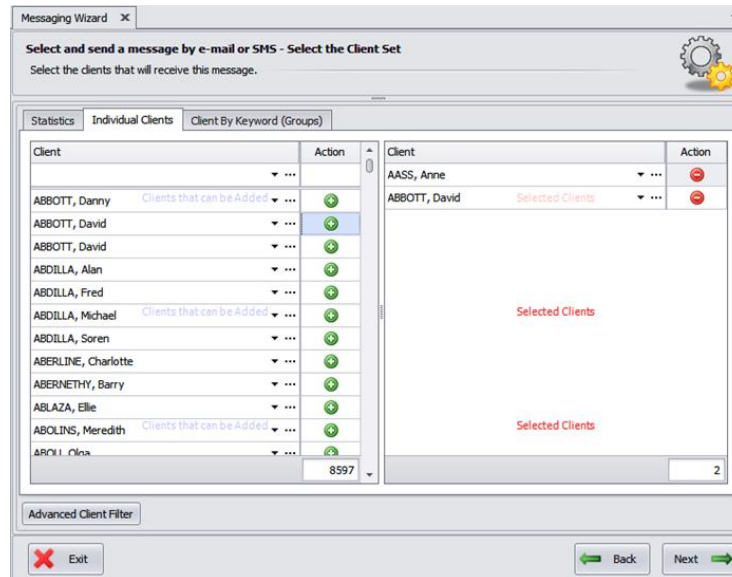 Messaging Wizard X
Select and send a message by e-mail or SMS - Select the Client Set
Select the clients that will receive this message.
Statistics Individual Clients Client By Keyword (Groups)
Client Action
ABBOTT, Danny Clients that can be Added
ABBOTT, David
ABBOTT, David
ABDILLA, Alan
ABDILLA, Fred
ABDILLA, Michael Clients that can be Added
ABDILLA, Soren
ABERLINE, Charlotte
ABERNETHY, Barry
ABLAZA, Ellie
ABOLINS, Meredith Clients that can be Added
ABOU, Olga
8597
Client Action
AASS, Anne
ABBOTT, David Selected Clients
Selected Clients
Selected Clients
2
Advanced Client Filter
Exit Back Next